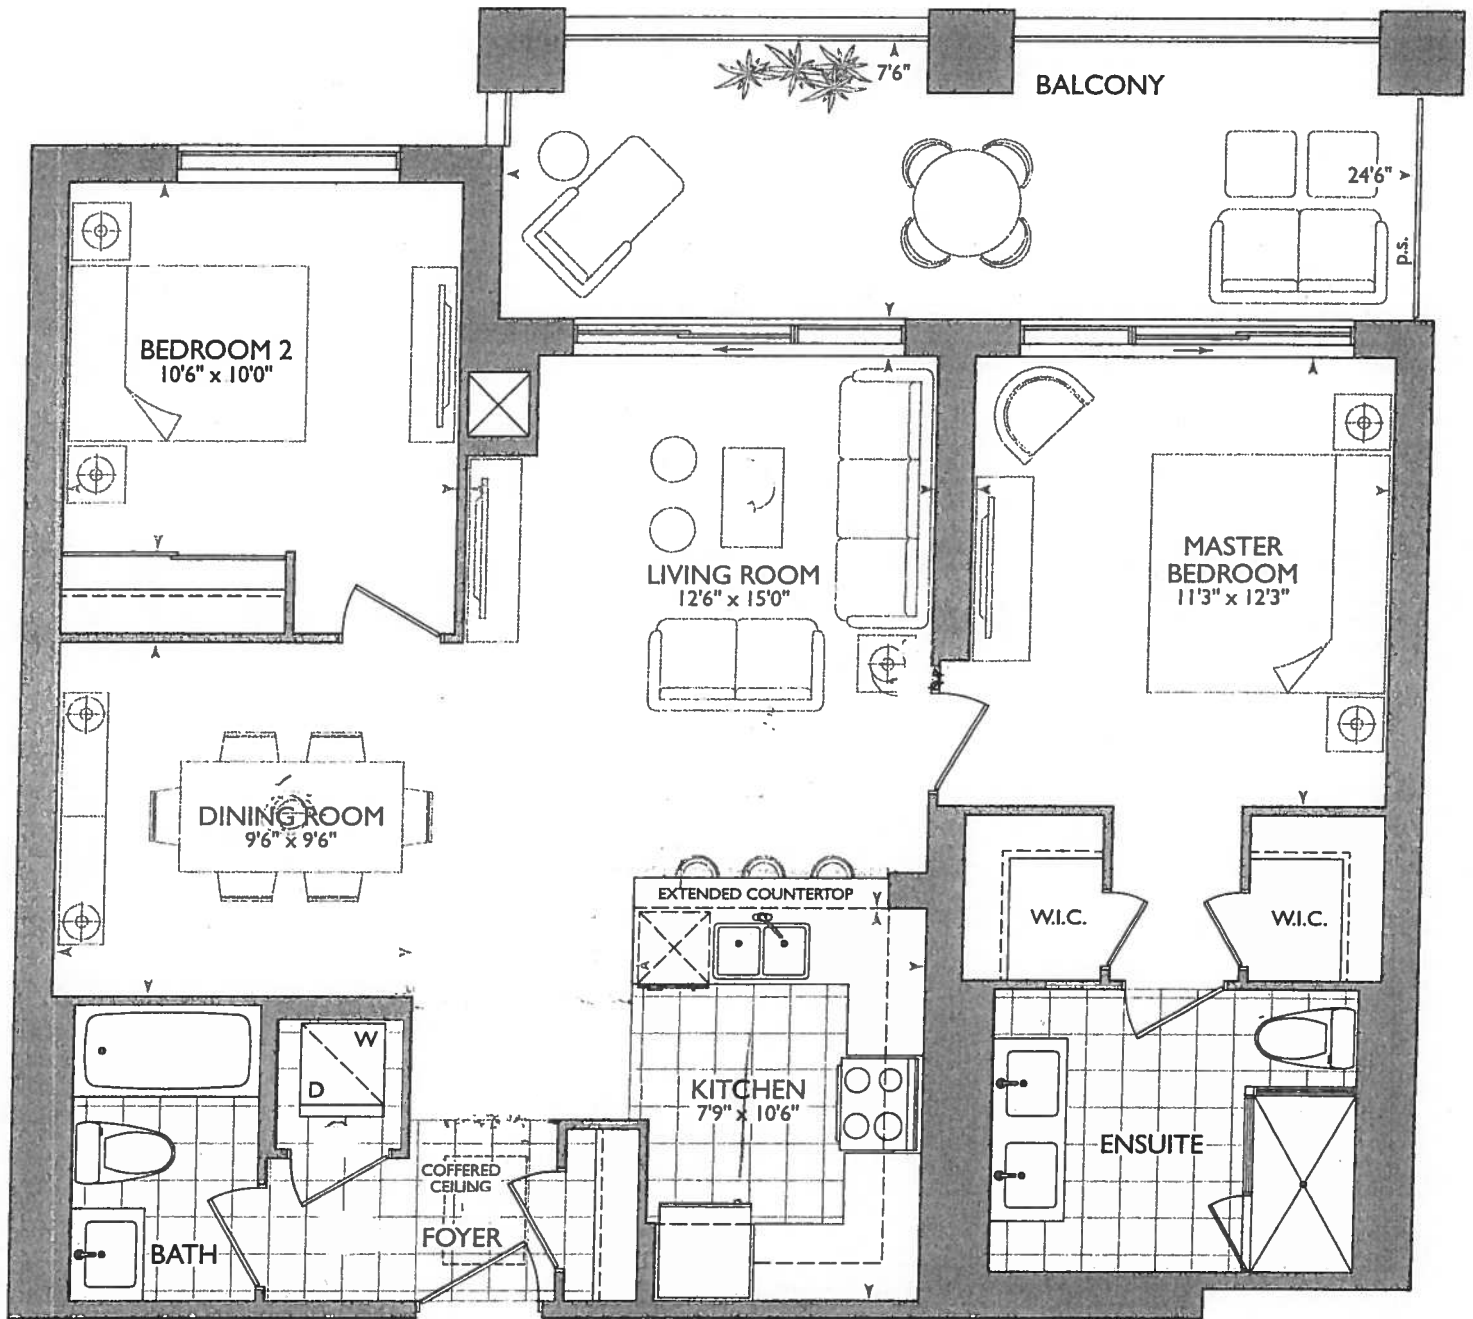 7'6"
BALCONY
24'6"
p.s.
BEDROOM 2
10'6" x 10'0"
LIVING ROOM
12'6" x 15'0"
MASTER
BEDROOM
11'3" x 12'3"
DINING ROOM
9'6" x 9'6"
EXTENDED COUNTERTOP
W.I.C.
W.I.C.
W
D
KITCHEN
7'9" x 10'6"
ENSUITE
COFFERED
CEILING
FOYER
BATH